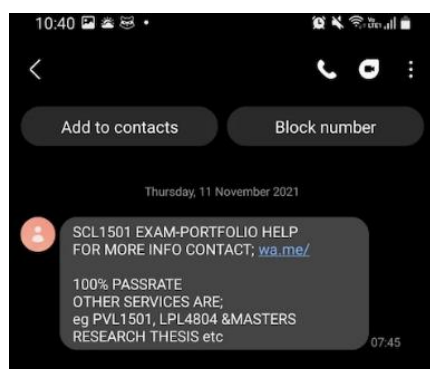 10:40
Add to contacts Block number
Thursday, 11 November 2021
SCL1501 EXAM-PORTFOLIO HELP
FOR MORE INFO CONTACT; wa.me/
100% PASSRATE
OTHER SERVICES ARE;
eg PVL1501, LPL4804 &MASTERS
RESEARCH THESIS etc
07:45